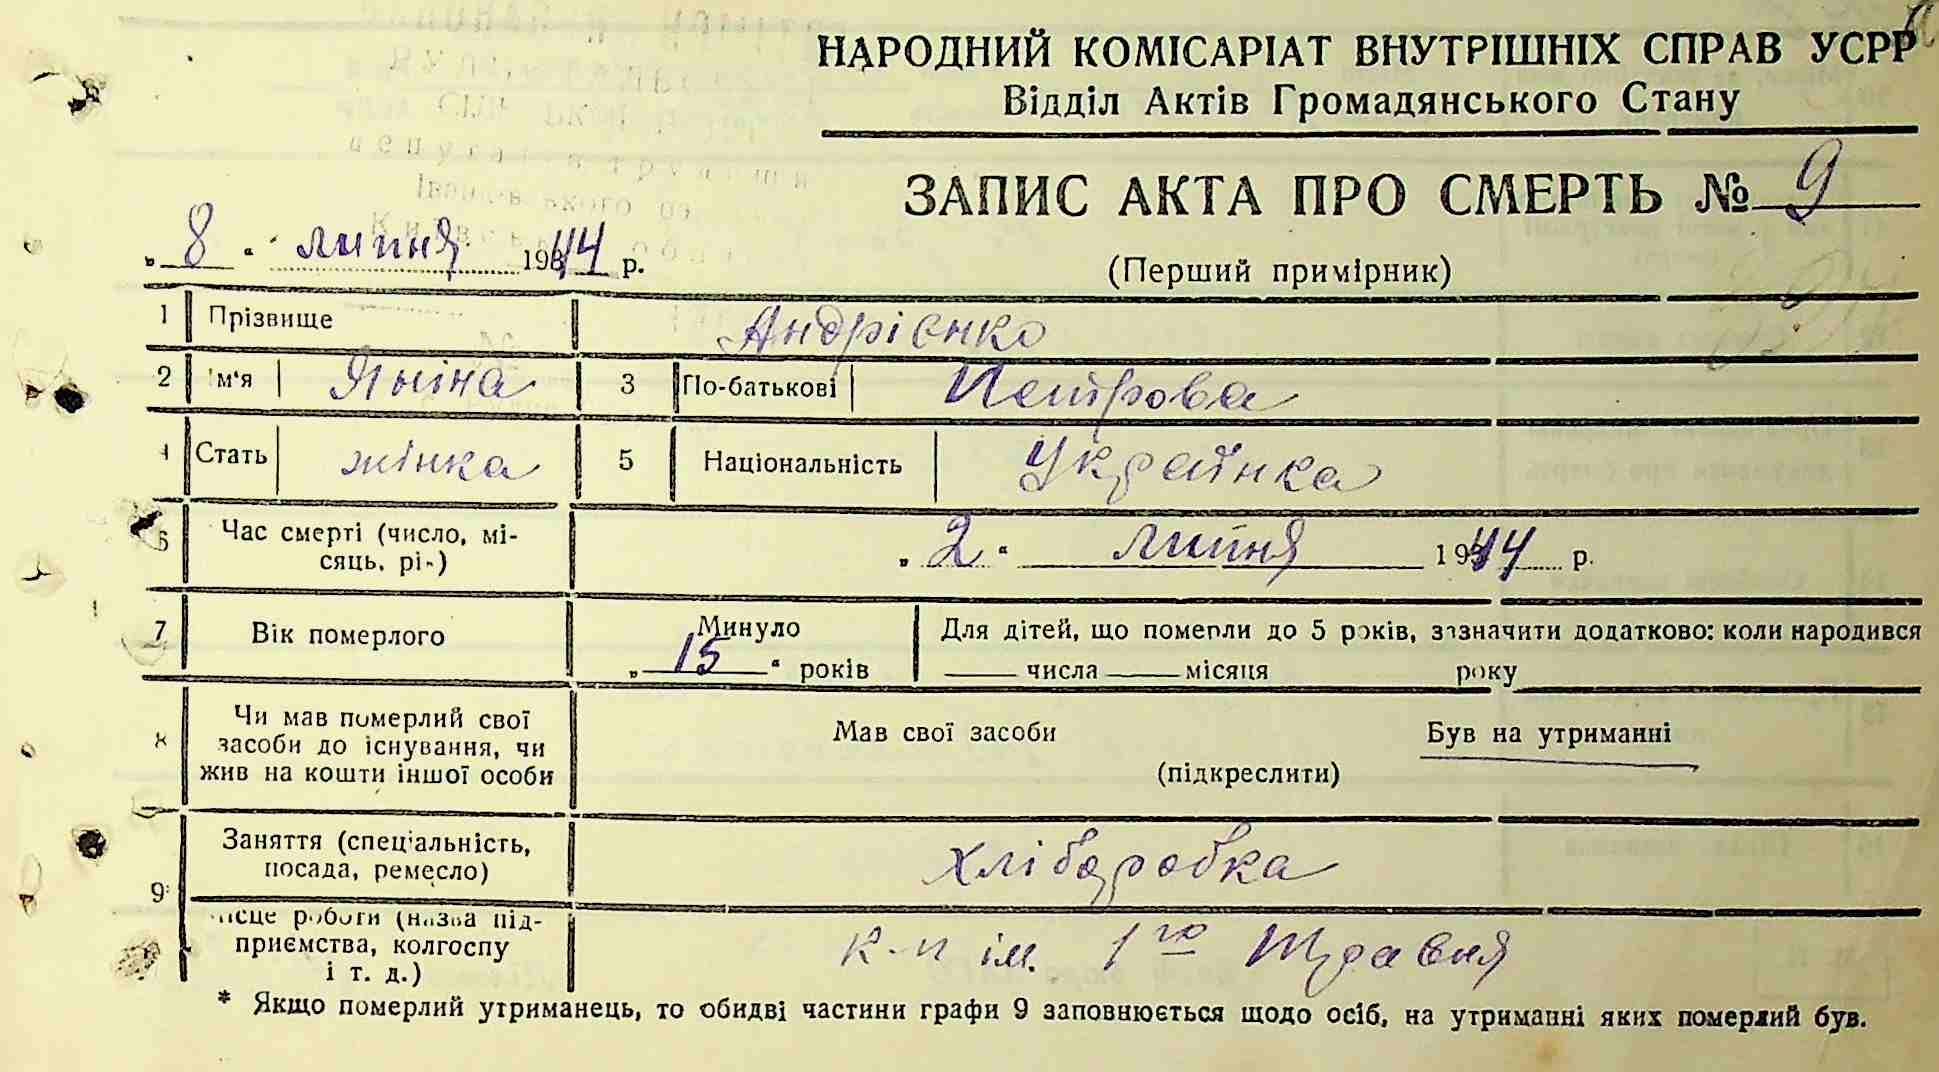 НАРОДНИЙ КОМІСАРІАТ ВНУТРІШНІХ СПРАВ УСРР
Відділ Актів Громадянського Стану
ЗАПИС АКТА ПРО СМЕРТЬ № 9
„ 8 “ липня 1944 р.
(Перший примірник)
1 Прізвище Андрієнко
2 Ім‘я Яніна 3 По-батькові Петрова
4 Стать жінка 5 Національність Українка
6 Час смерті (число, мі-
сяць, рік) „ 2 “ липня 1944 р.
7 Вік померлого Минуло „ 15 “ років
Для дітей, що померли до 5 років, зазначити додатково: коли народився
числа місяця року
8 Чи мав померлий свої
засоби до існування, чи
жив на кошти іншої особи
Мав свої засоби Був на утриманні
(підкреслити)
9* Заняття (спеціальність,
посада, ремесло) хліборобка
Місце роботи (назва під-
приємства, колгоспу
і т. д.) к-п ім. 1го Травня
* Якщо померлий утриманець, то обидві частини графи 9 заповнюється щодо осіб, на утриманні яких померлий був.